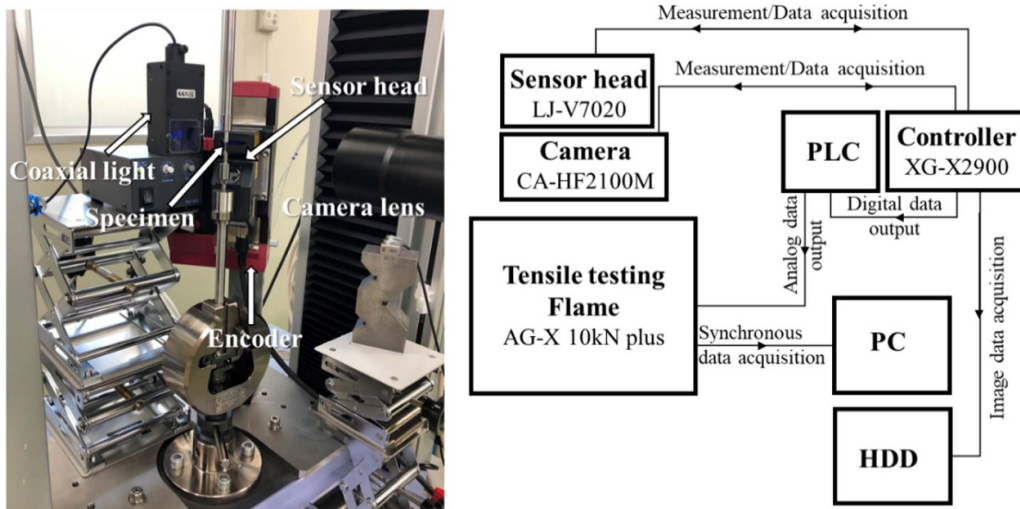 Sensor head
Coaxial light
Specimen
Camera lens
Encoder
Measurement/Data acquisition
Sensor head
LJ-V7020
Measurement/Data acquisition
Camera
CA-HF2100M
PLC
Controller
XG-X2900
Digital data
output
Analog data
output
Tensile testing
Flame
AG-X 10kN plus
Synchronous
data acquisition
PC
Image data acquisition
HDD